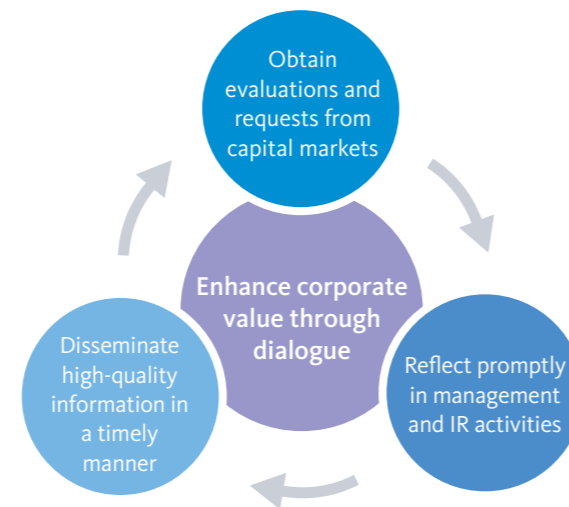 Obtain
evaluations and
requests from
capital markets
Enhance corporate
value through
dialogue
Disseminate
high-quality
information in
a timely
manner
Reflect promptly
in management
and IR activities